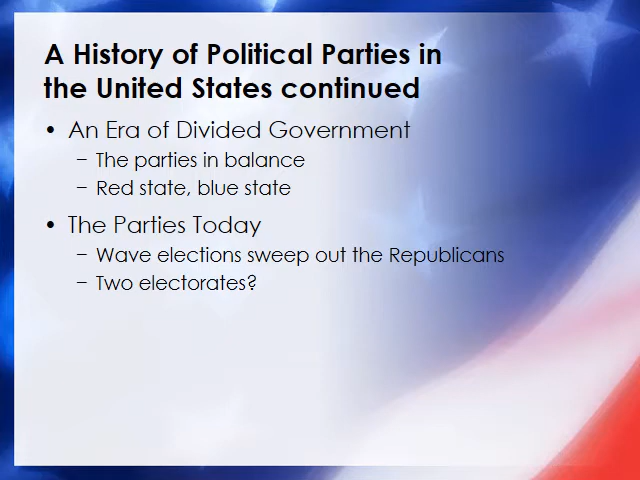 A History of Political Parties in
the United States continued
• An Era of Divided Government
– The parties in balance
– Red state, blue state
• The Parties Today
– Wave elections sweep out the Republicans
– Two electorates?